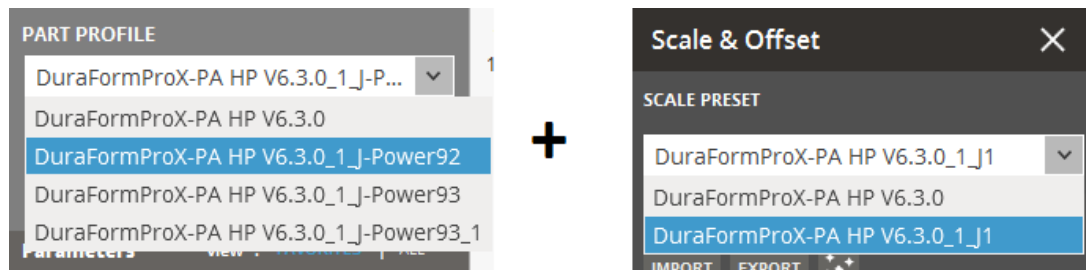 PART PROFILE
DuraFormProX-PA HP V6.3.0_1_J-P...
DuraFormProX-PA HP V6.3.0
DuraFormProX-PA HP V6.3.0_1_J-Power92
DuraFormProX-PA HP V6.3.0_1_J-Power93
DuraFormProX-PA HP V6.3.0_1_J-Power93_1
Parameters
1
+
Scale & Offset
SCALE PRESET
DuraFormProX-PA HP V6.3.0_1_J1
DuraFormProX-PA HP V6.3.0
DuraFormProX-PA HP V6.3.0_1_J1
IMPORT EXPORT